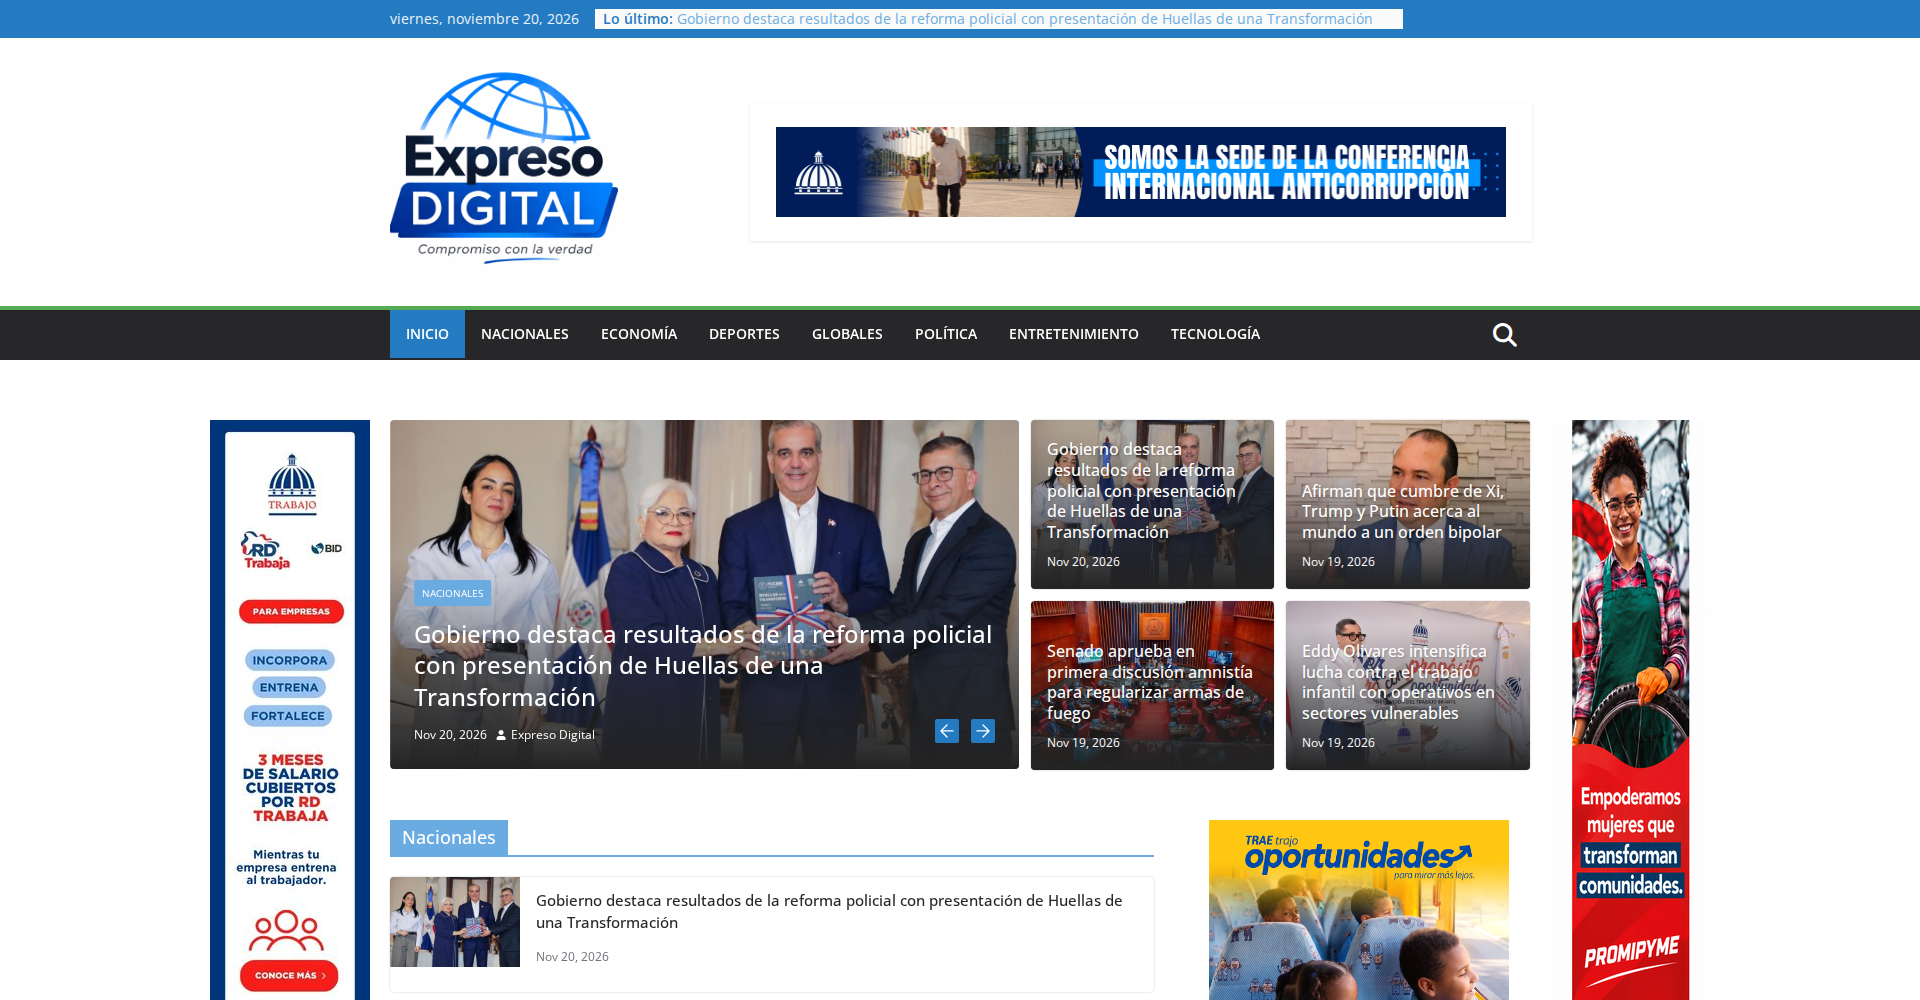 viernes, noviembre 20, 2026
Lo último: Gobierno destaca resultados de la reforma policial con presentación de Huellas de una Transformación
Expreso
DIGITAL
Compromiso con la verdad
SOMOS LA SEDE DE LA CONFERENCIA
INTERNACIONAL ANTICORRUPCIÓN
INICIO
NACIONALES
ECONOMÍA
DEPORTES
GLOBALES
POLÍTICA
ENTRETENIMIENTO
TECNOLOGÍA
TRABAJO
RD
Trabaja
BID
PARA EMPRESAS
INCORPORA
ENTRENA
FORTALECE
3 MESES
DE SALARIO
CUBIERTOS
POR RD
TRABAJA
Mientras tu
empresa entrena
al trabajador.
CONOCE MÁS
NACIONALES
Gobierno destaca resultados de la reforma policial
con presentación de Huellas de una
Transformación
Nov 20, 2026
Expreso Digital
Gobierno destaca
resultados de la reforma
policial con presentación
de Huellas de una
Transformación
Nov 20, 2026
Afirman que cumbre de Xi,
Trump y Putin acerca al
mundo a un orden bipolar
Nov 19, 2026
Senado aprueba en
primera discusión amnistía
para regularizar armas de
fuego
Nov 19, 2026
Eddy Olivares intensifica
lucha contra el trabajo
infantil con operativos en
sectores vulnerables
Nov 19, 2026
Empoderamos
mujeres que
transforman
comunidades.
PROMIPYME
Nacionales
Gobierno destaca resultados de la reforma policial con presentación de Huellas de
una Transformación
Nov 20, 2026
TRAE trajo
oportunidades
para mirar más lejos.